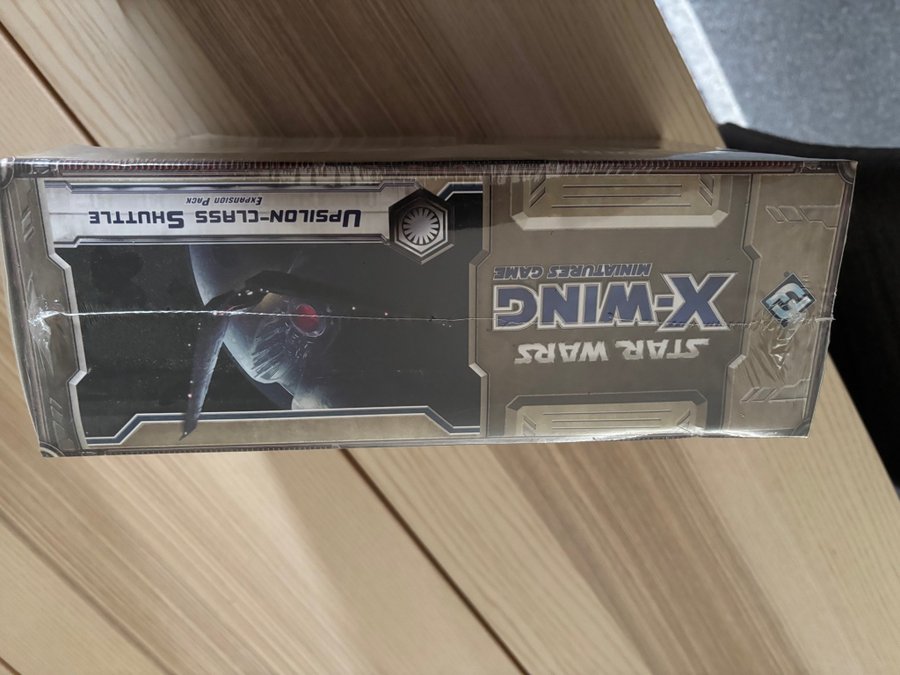 STAR WARS
X-WING
MINIATURES GAME
UPSILON-CLASS SHUTTLE
EXPANSION PACK